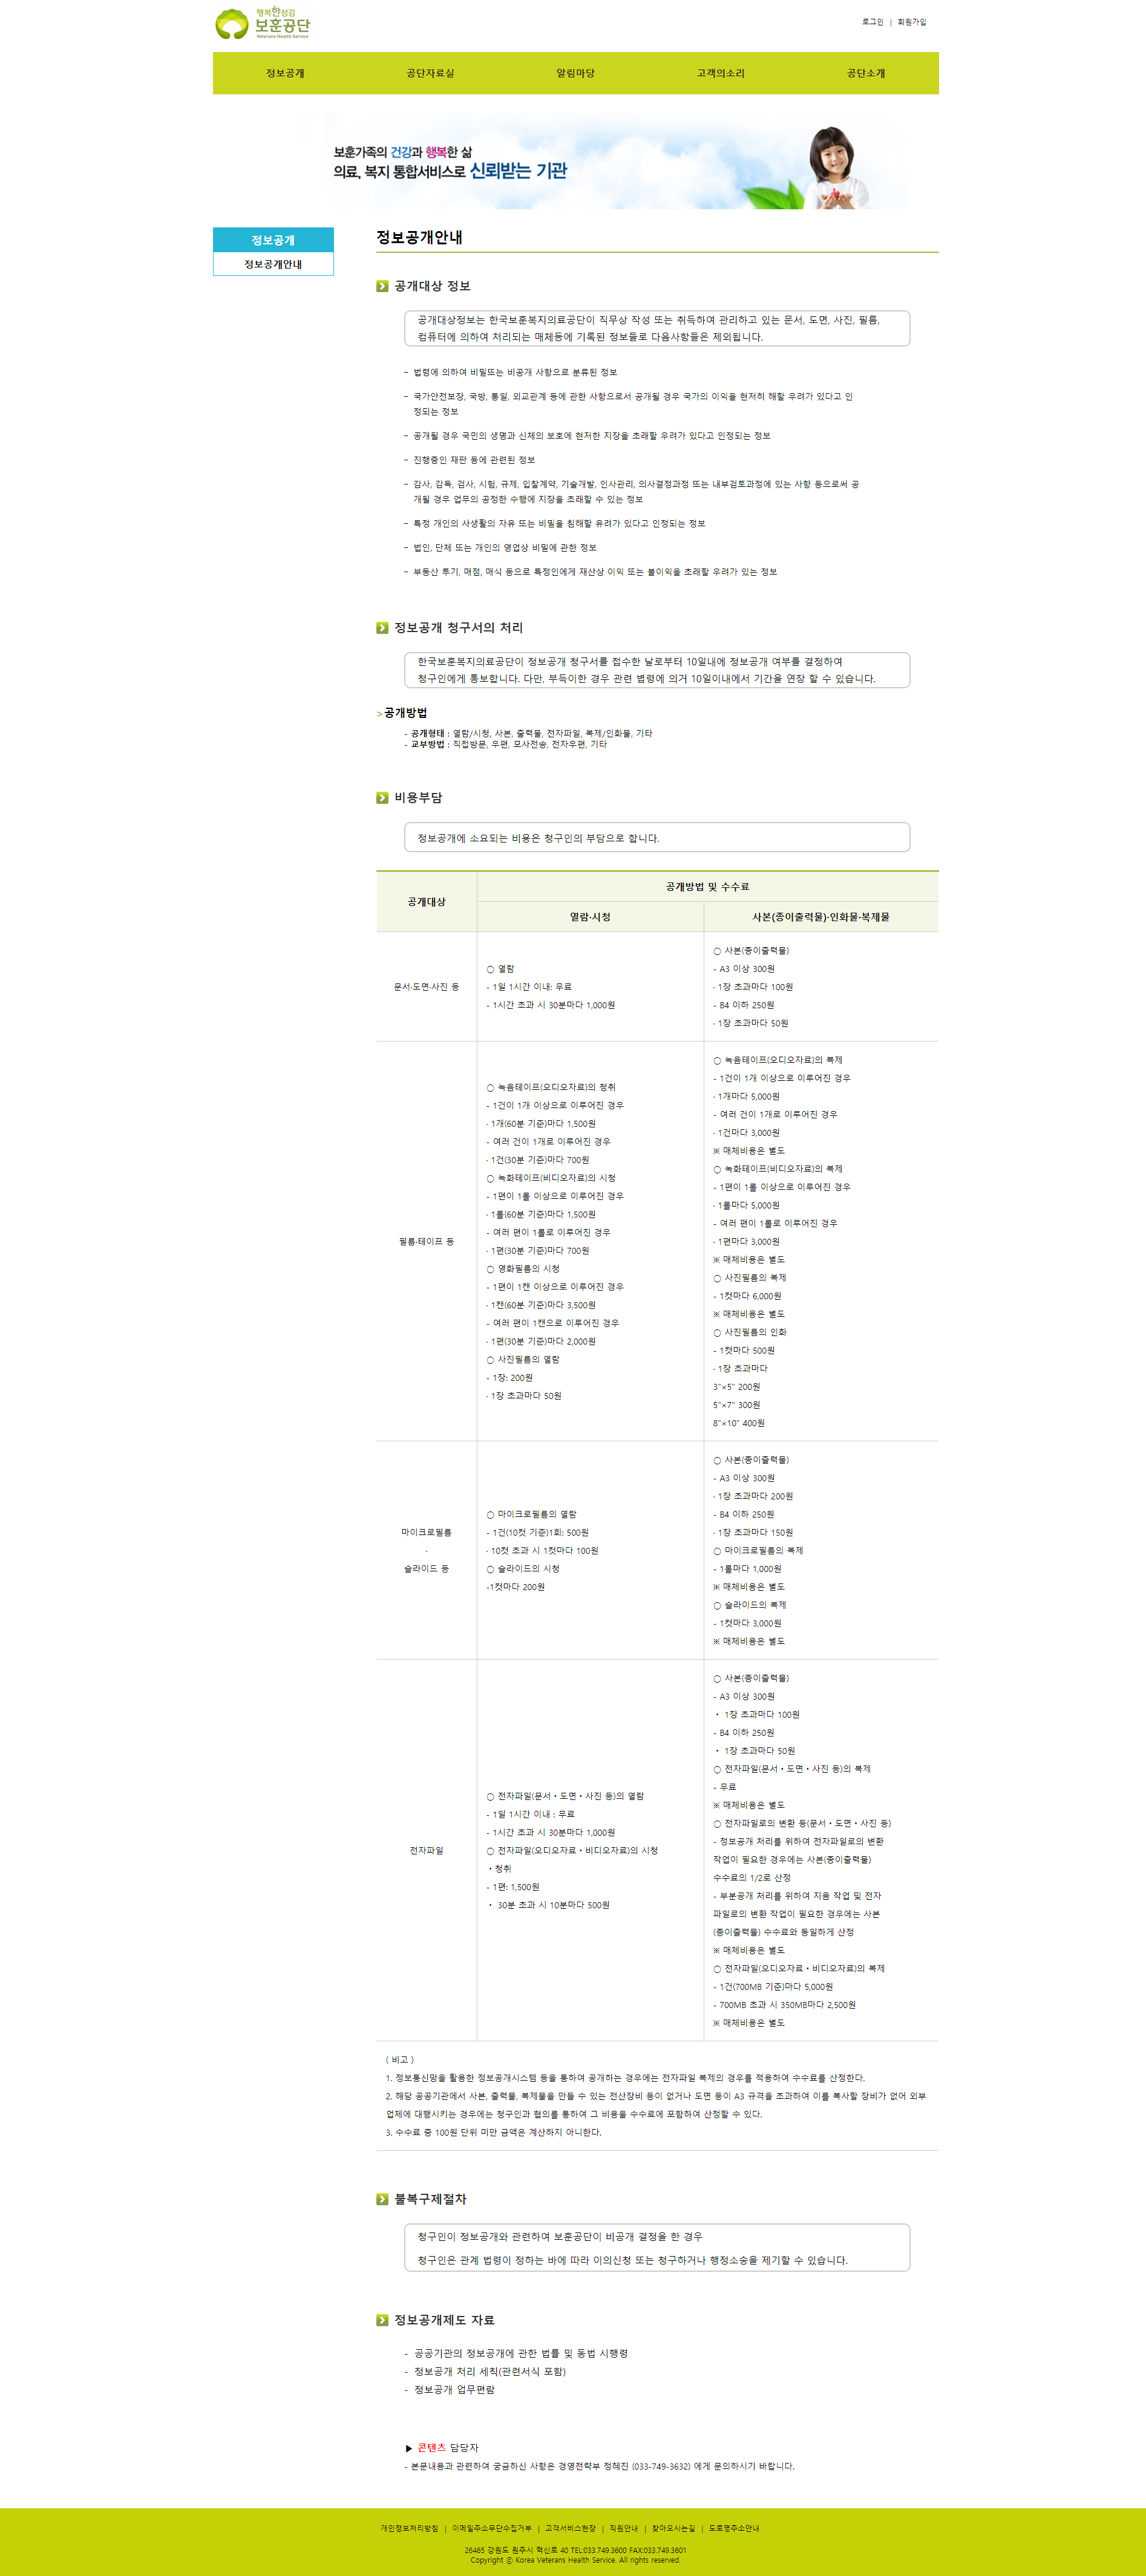 행복한섬김
보훈공단
Veterans Health Service
로그인 | 회원가입
정보공개 공단자료실 알림마당 고객의소리 공단소개
보훈가족의 건강과 행복한 삶
의료, 복지 통합서비스로 신뢰받는 기관
정보공개
정보공개안내
정보공개안내
공개대상 정보
공개대상정보는 한국보훈복지의료공단이 직무상 작성 또는 취득하여 관리하고 있는 문서, 도면, 사진, 필름,
컴퓨터에 의하여 처리되는 매체등에 기록된 정보들로 다음사항들은 제외됩니다.
- 법령에 의하여 비밀또는 비공개 사항으로 분류된 정보
- 국가안전보장, 국방, 통일, 외교관계 등에 관한 사항으로서 공개될 경우 국가의 이익을 현저히 해할 우려가 있다고 인
정되는 정보
- 공개될 경우 국민의 생명과 신체의 보호에 현저한 지장을 초래할 우려가 있다고 인정되는 정보
- 진행중인 재판 등에 관련된 정보
- 감사, 감독, 검사, 시험, 규제, 입찰계약, 기술개발, 인사관리, 의사결정과정 또는 내부검토과정에 있는 사항 등으로써 공
개될 경우 업무의 공정한 수행에 지장을 초래할 수 있는 정보
- 특정 개인의 사생활의 자유 또는 비밀을 침해할 유려가 있다고 인정되는 정보
- 법인, 단체 또는 개인의 영업상 비밀에 관한 정보
- 부동산 투기, 매점, 매식 등으로 특정인에게 재산상 이익 또는 불이익을 초래할 우려가 있는 정보
정보공개 청구서의 처리
한국보훈복지의료공단이 정보공개 청구서를 접수한 날로부터 10일내에 정보공개 여부를 결정하여
청구인에게 통보합니다. 다만, 부득이한 경우 관련 법령에 의거 10일이내에서 기간을 연장 할 수 있습니다.
>공개방법
- 공개형태 : 열람/시청, 사본, 출력물, 전자파일, 복제/인화물, 기타
- 교부방법 : 직접방문, 우편, 모사전송, 전자우편, 기타
비용부담
정보공개에 소요되는 비용은 청구인의 부담으로 합니다.
공개대상
공개방법 및 수수료
열람·시청
사본(종이출력물)·인화물·복제물
문서·도면·사진 등
○ 열람
- 1일 1시간 이내: 무료
- 1시간 초과 시 30분마다 1,000원
○ 사본(종이출력물)
- A3 이상 300원
· 1장 초과마다 100원
- B4 이하 250원
· 1장 초과마다 50원
필름·테이프 등
○ 녹음테이프(오디오자료)의 청취
- 1건이 1개 이상으로 이루어진 경우
· 1개(60분 기준)마다 1,500원
- 여러 건이 1개로 이루어진 경우
· 1건(30분 기준)마다 700원
○ 녹화테이프(비디오자료)의 시청
- 1편이 1롤 이상으로 이루어진 경우
· 1롤(60분 기준)마다 1,500원
- 여러 편이 1롤로 이루어진 경우
· 1편(30분 기준)마다 700원
○ 영화필름의 시청
- 1편이 1캔 이상으로 이루어진 경우
· 1캔(60분 기준)마다 3,500원
- 여러 편이 1캔으로 이루어진 경우
· 1편(30분 기준)마다 2,000원
○ 사진필름의 열람
- 1장: 200원
· 1장 초과마다 50원
○ 녹음테이프(오디오자료)의 복제
- 1건이 1개 이상으로 이루어진 경우
· 1개마다 5,000원
- 여러 건이 1개로 이루어진 경우
· 1건마다 3,000원
※ 매체비용은 별도
○ 녹화테이프(비디오자료)의 복제
- 1편이 1롤 이상으로 이루어진 경우
· 1롤마다 5,000원
- 여러 편이 1롤로 이루어진 경우
· 1편마다 3,000원
※ 매체비용은 별도
○ 사진필름의 복제
- 1컷마다 6,000원
※ 매체비용은 별도
○ 사진필름의 인화
- 1컷마다 500원
· 1장 초과마다
3"×5" 200원
5"×7" 300원
8"×10" 400원
마이크로필름
·
슬라이드 등
○ 마이크로필름의 열람
- 1건(10컷 기준)1회: 500원
· 10컷 초과 시 1컷마다 100원
○ 슬라이드의 시청
-1컷마다 200원
○ 사본(종이출력물)
- A3 이상 300원
· 1장 초과마다 200원
- B4 이하 250원
· 1장 초과마다 150원
○ 마이크로필름의 복제
- 1롤마다 1,000원
※ 매체비용은 별도
○ 슬라이드의 복제
- 1컷마다 3,000원
※ 매체비용은 별도
전자파일
○ 전자파일(문서・도면・사진 등)의 열람
- 1일 1시간 이내 : 무료
- 1시간 초과 시 30분마다 1,000원
○ 전자파일(오디오자료・비디오자료)의 시청
・청취
- 1편: 1,500원
・ 30분 초과 시 10분마다 500원
○ 사본(종이출력물)
- A3 이상 300원
・ 1장 초과마다 100원
- B4 이하 250원
・ 1장 초과마다 50원
○ 전자파일(문서・도면・사진 등)의 복제
- 무료
※ 매체비용은 별도
○ 전자파일로의 변환 등(문서・도면・사진 등)
- 정보공개 처리를 위하여 전자파일로의 변환
작업이 필요한 경우에는 사본(종이출력물)
수수료의 1/2로 산정
- 부분공개 처리를 위하여 지움 작업 및 전자
파일로의 변환 작업이 필요한 경우에는 사본
(종이출력물) 수수료와 동일하게 산정
※ 매체비용은 별도
○ 전자파일(오디오자료・비디오자료)의 복제
- 1건(700MB 기준)마다 5,000원
- 700MB 초과 시 350MB마다 2,500원
※ 매체비용은 별도
( 비고 )
1. 정보통신망을 활용한 정보공개시스템 등을 통하여 공개하는 경우에는 전자파일 복제의 경우를 적용하여 수수료를 산정한다.
2. 해당 공공기관에서 사본, 출력물, 복제물을 만들 수 있는 전산장비 등이 없거나 도면 등이 A3 규격을 초과하여 이를 복사할 장비가 없어 외부
업체에 대행시키는 경우에는 청구인과 협의를 통하여 그 비용을 수수료에 포함하여 산정할 수 있다.
3. 수수료 중 100원 단위 미만 금액은 계산하지 아니한다.
불복구제절차
청구인이 정보공개와 관련하여 보훈공단이 비공개 결정을 한 경우
청구인은 관계 법령이 정하는 바에 따라 이의신청 또는 청구하거나 행정소송을 제기할 수 있습니다.
정보공개제도 자료
- 공공기관의 정보공개에 관한 법률 및 동법 시행령
- 정보공개 처리 세칙(관련서식 포함)
- 정보공개 업무편람
▶ 콘텐츠 담당자
- 본문내용과 관련하여 궁금하신 사항은 경영전략부 정혜진 (033-749-3632) 에게 문의하시기 바랍니다.
개인정보처리방침 | 이메일주소무단수집거부 | 고객서비스헌장 | 직원안내 | 찾아오시는길 | 도로명주소안내
26465 강원도 원주시 혁신로 40 TEL:033.749.3600 FAX:033.749.3601
Copyright ⓒ Korea Veterans Health Service. All rights reserved.